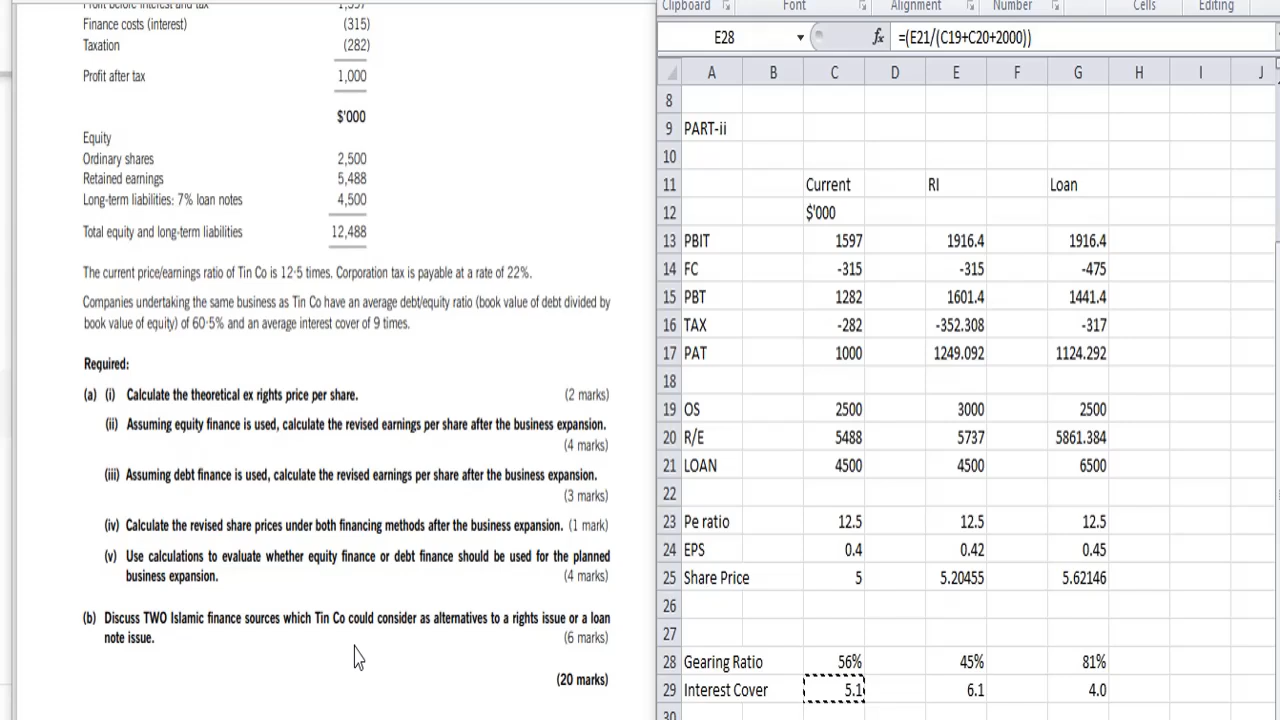 Profit before interest and tax 1,597
Finance costs (interest) (315)
Taxation (282)
Profit after tax 1,000
$'000
Equity
Ordinary shares 2,500
Retained earnings 5,488
Long-term liabilities: 7% loan notes 4,500
Total equity and long-term liabilities 12,488
The current price/earnings ratio of Tin Co is 12·5 times. Corporation tax is payable at a rate of 22%.
Companies undertaking the same business as Tin Co have an average debt/equity ratio (book value of debt divided by
book value of equity) of 60·5% and an average interest cover of 9 times.
Required:
(a) (i) Calculate the theoretical ex rights price per share. (2 marks)
(ii) Assuming equity finance is used, calculate the revised earnings per share after the business expansion.
(4 marks)
(iii) Assuming debt finance is used, calculate the revised earnings per share after the business expansion.
(3 marks)
(iv) Calculate the revised share prices under both financing methods after the business expansion. (1 mark)
(v) Use calculations to evaluate whether equity finance or debt finance should be used for the planned
business expansion. (4 marks)
(b) Discuss TWO Islamic finance sources which Tin Co could consider as alternatives to a rights issue or a loan
note issue. (6 marks)
(20 marks)
Clipboard Font Alignment Number Cells Editing
E28 fx =(E21/(C19+C20+2000))
A B C D E F G H I J
8
9 PART-ii
10
11 Current RI Loan
12 $'000
13 PBIT 1597 1916.4 1916.4
14 FC -315 -315 -475
15 PBT 1282 1601.4 1441.4
16 TAX -282 -352.308 -317
17 PAT 1000 1249.092 1124.292
18
19 OS 2500 3000 2500
20 R/E 5488 5737 5861.384
21 LOAN 4500 4500 6500
22
23 Pe ratio 12.5 12.5 12.5
24 EPS 0.4 0.42 0.45
25 Share Price 5 5.20455 5.62146
26
27
28 Gearing Ratio 56% 45% 81%
29 Interest Cover 5.1 6.1 4.0
30